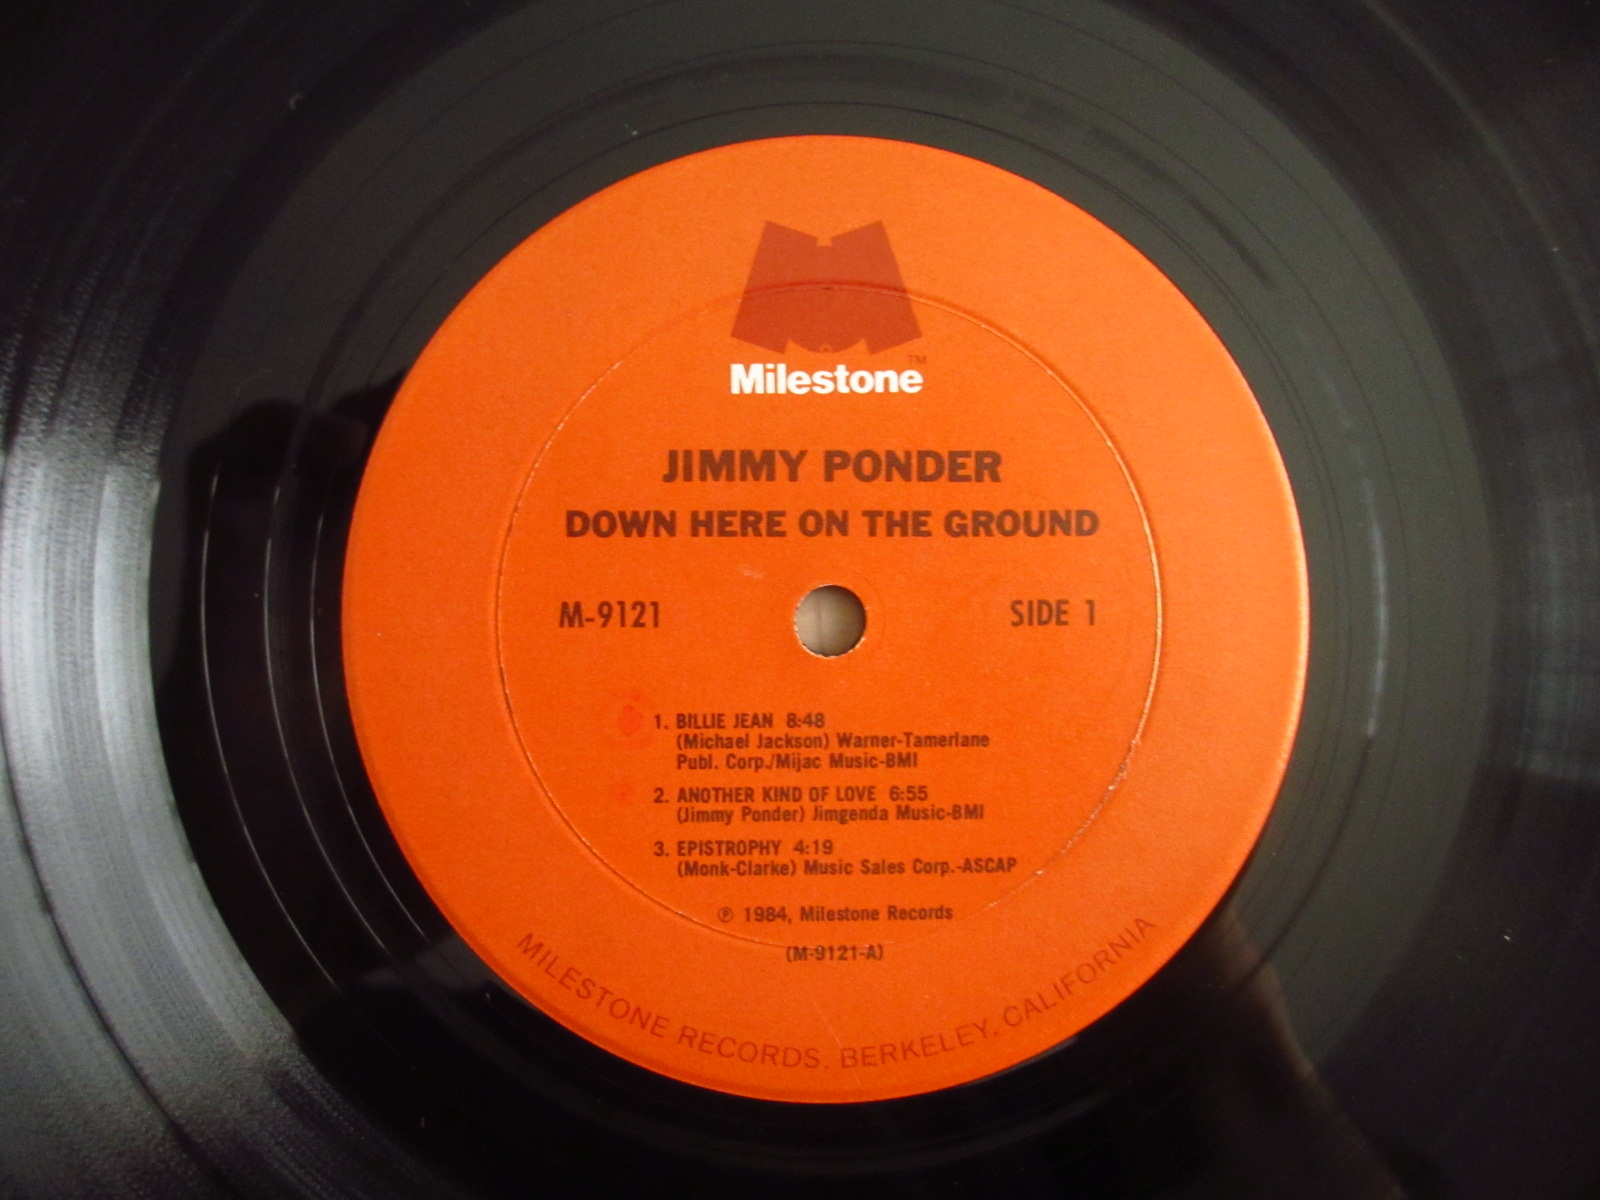 TM
Milestone
JIMMY PONDER
DOWN HERE ON THE GROUND
M-9121 SIDE 1
1. BILLIE JEAN 8:48
(Michael Jackson) Warner-Tamerlane
Publ. Corp./Mijac Music-BMI
2. ANOTHER KIND OF LOVE 6:55
(Jimmy Ponder) Jimgenda Music-BMI
3. EPISTROPHY 4:19
(Monk-Clarke) Music Sales Corp.-ASCAP
℗ 1984, Milestone Records
(M-9121-A)
MILESTONE RECORDS, BERKELEY, CALIFORNIA